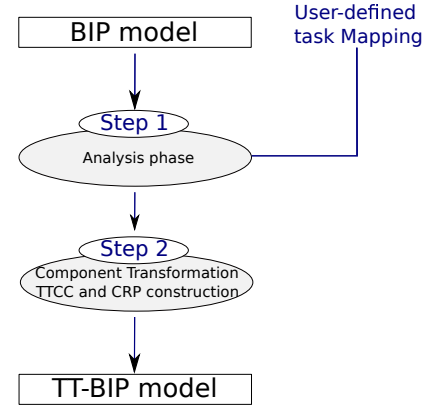 BIP model
User-defined
task Mapping
Step 1
Analysis phase
Step 2
Component Transformation
TTCC and CRP construction
TT-BIP model